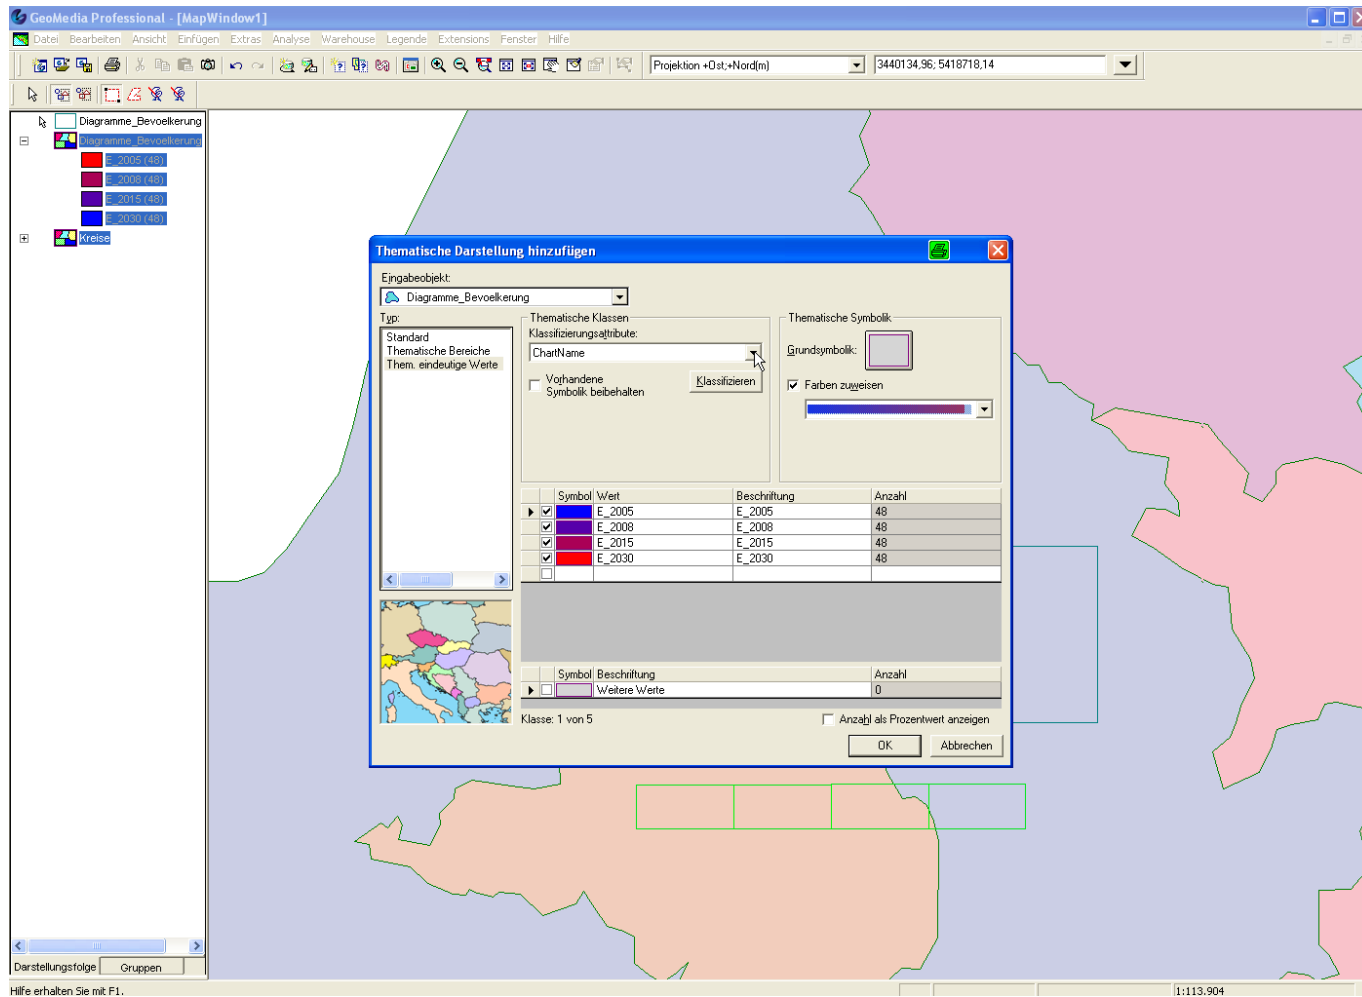 GeoMedia Professional - [MapWindow1]
Datei Bearbeiten Ansicht Einfügen Extras Analyse Warehouse Legende Extensions Fenster Hilfe
Projektion +Ost;+Nord(m) 3440134,96; 5418718,14
Diagramme_Bevoelkerung
Diagramme_Bevoelkerung
E_2005 (48)
E_2008 (48)
E_2015 (48)
E_2030 (48)
Kreise
Thematische Darstellung hinzufügen
Eingabeobjekt:
Diagramme_Bevoelkerung
Typ:
Standard
Thematische Bereiche
Them. eindeutige Werte
Thematische Klassen
Klassifizierungsattribute:
ChartName
Vorhandene
Symbolik beibehalten
Klassifizieren
Thematische Symbolik
Grundsymbolik:
Farben zuweisen
Symbol Wert Beschriftung Anzahl
E_2005 E_2005 48
E_2008 E_2008 48
E_2015 E_2015 48
E_2030 E_2030 48
Symbol Beschriftung Anzahl
Weitere Werte 0
Klasse: 1 von 5
Anzahl als Prozentwert anzeigen
OK Abbrechen
Darstellungsfolge Gruppen
Hilfe erhalten Sie mit F1.
1:113.904